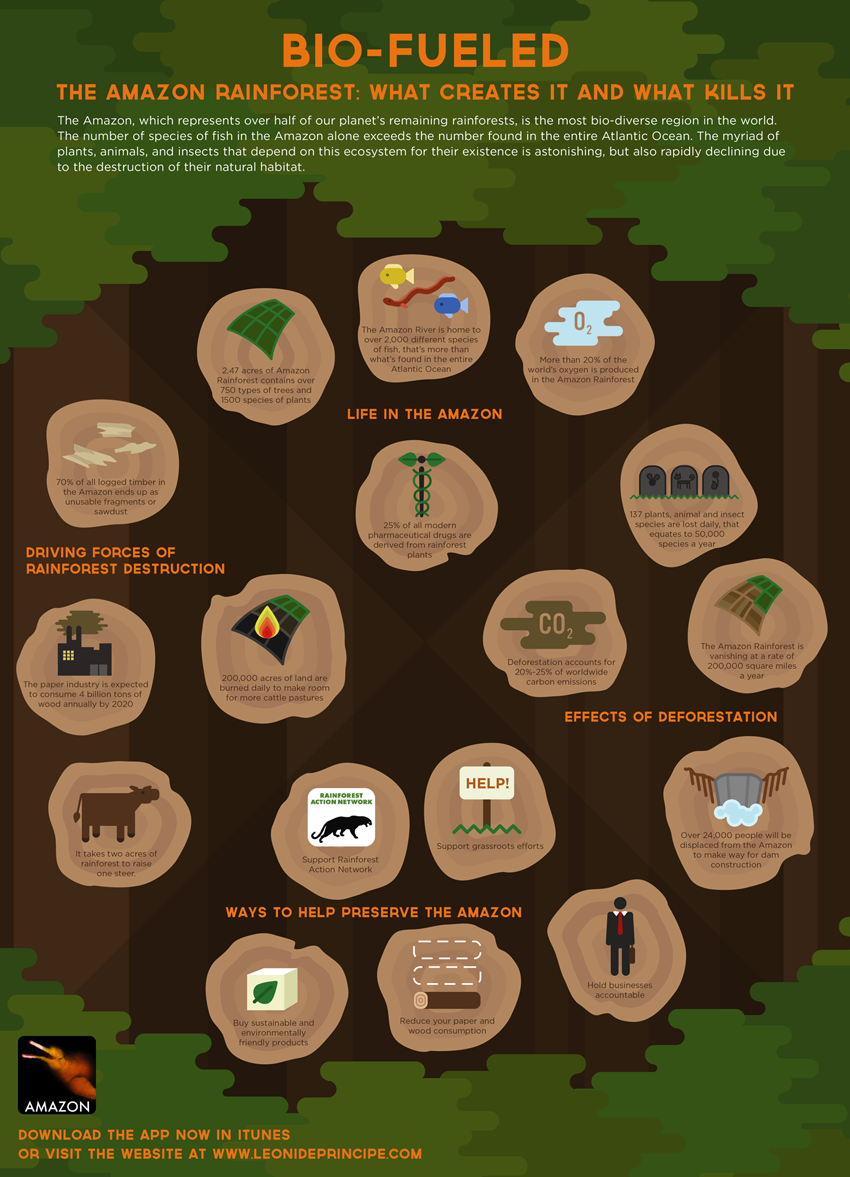 BIO-FUELED
THE AMAZON RAINFOREST: WHAT CREATES IT AND WHAT KILLS IT
The Amazon, which represents over half of our planet's remaining rainforests, is the most bio-diverse region in the world.
The number of species of fish in the Amazon alone exceeds the number found in the entire Atlantic Ocean. The myriad of
plants, animals, and insects that depend on this ecosystem for their existence is astonishing, but also rapidly declining due
to the destruction of their natural habitat.
2.47 acres of Amazon
Rainforest contains over
750 types of trees and
1500 species of plants
The Amazon River is home to
over 2,000 different species
of fish, that's more than
what's found in the entire
Atlantic Ocean
O2
More than 20% of the
world's oxygen is produced
in the Amazon Rainforest
LIFE IN THE AMAZON
25% of all modern
pharmaceutical drugs are
derived from rainforest
plants
70% of all logged timber in
the Amazon ends up as
unusable fragments or
sawdust
DRIVING FORCES OF
RAINFOREST DESTRUCTION
The paper industry is expected
to consume 4 billion tons of
wood annually by 2020
200,000 acres of land are
burned daily to make room
for more cattle pastures
It takes two acres of
rainforest to raise
one steer.
137 plants, animal and insect
species are lost daily, that
equates to 50,000
species a year
CO2
Deforestation accounts for
20%-25% of worldwide
carbon emissions
The Amazon Rainforest is
vanishing at a rate of
200,000 square miles
a year
EFFECTS OF DEFORESTATION
Over 24,000 people will be
displaced from the Amazon
to make way for dam
construction
RAINFOREST
ACTION NETWORK
Support Rainforest
Action Network
HELP!
Support grassroots efforts
WAYS TO HELP PRESERVE THE AMAZON
Buy sustainable and
environmentally
friendly products
Reduce your paper and
wood consumption
Hold businesses
accountable
AMAZON
DOWNLOAD THE APP NOW IN ITUNES
OR VISIT THE WEBSITE AT WWW.LEONIDEPRINCIPE.COM